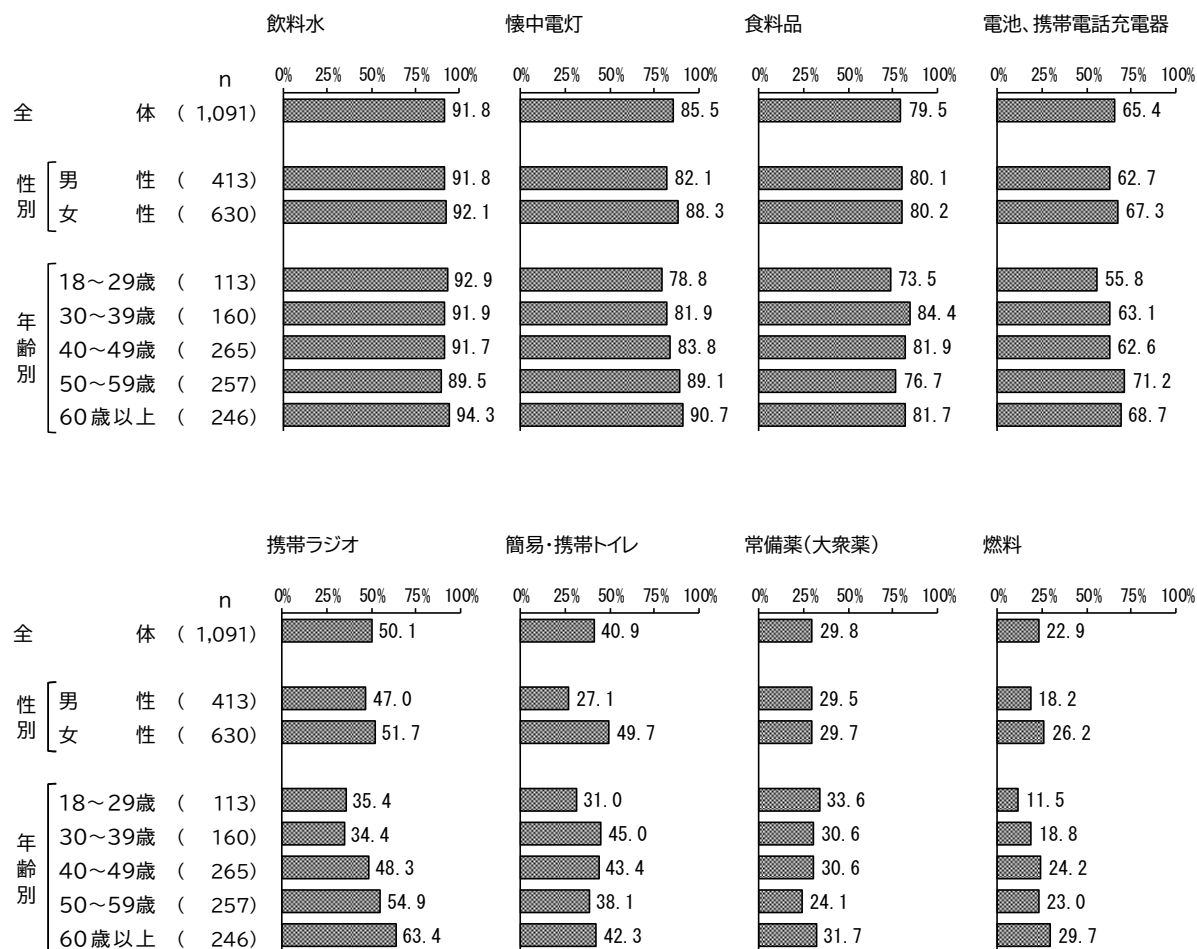 飲料水 懐中電灯 食料品 電池、携帯電話充電器
n 0% 25% 50% 75% 100% 0% 25% 50% 75% 100% 0% 25% 50% 75% 100% 0% 25% 50% 75% 100%
全体 (1,091) 91.8 85.5 79.5 65.4
性別
男性 (413) 91.8 82.1 80.1 62.7
女性 (630) 92.1 88.3 80.2 67.3
年齢別
18~29歳 (113) 92.9 78.8 73.5 55.8
30~39歳 (160) 91.9 81.9 84.4 63.1
40~49歳 (265) 91.7 83.8 81.9 62.6
50~59歳 (257) 89.5 89.1 76.7 71.2
60歳以上 (246) 94.3 90.7 81.7 68.7
携帯ラジオ 簡易・携帯トイレ 常備薬(大衆薬) 燃料
n 0% 25% 50% 75% 100% 0% 25% 50% 75% 100% 0% 25% 50% 75% 100% 0% 25% 50% 75% 100%
全体 (1,091) 50.1 40.9 29.8 22.9
性別
男性 (413) 47.0 27.1 29.5 18.2
女性 (630) 51.7 49.7 29.7 26.2
年齢別
18~29歳 (113) 35.4 31.0 33.6 11.5
30~39歳 (160) 34.4 45.0 30.6 18.8
40~49歳 (265) 48.3 43.4 30.6 24.2
50~59歳 (257) 54.9 38.1 24.1 23.0
60歳以上 (246) 63.4 42.3 31.7 29.7